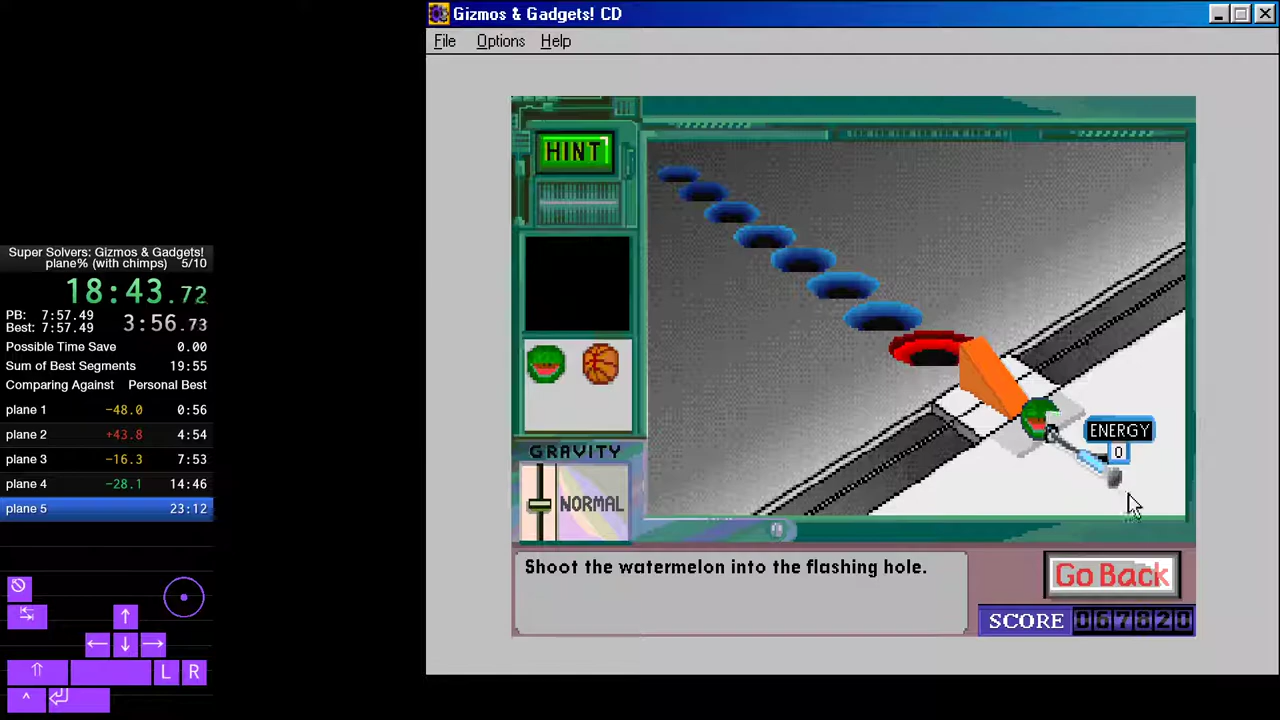 Gizmos & Gadgets! CD
File Options Help
HINT
ENERGY
0
GRAVITY
NORMAL
Shoot the watermelon into the flashing hole.
Go Back
SCORE 067820
Super Solvers: Gizmos & Gadgets!
plane% (with chimps) 5/10
18:43.72
PB: 7:57.49
Best: 7:57.49
3:56.73
Possible Time Save 0.00
Sum of Best Segments 19:55
Comparing Against Personal Best
plane 1 -48.0 0:56
plane 2 +43.8 4:54
plane 3 -16.3 7:53
plane 4 -28.1 14:46
plane 5 23:12
L R